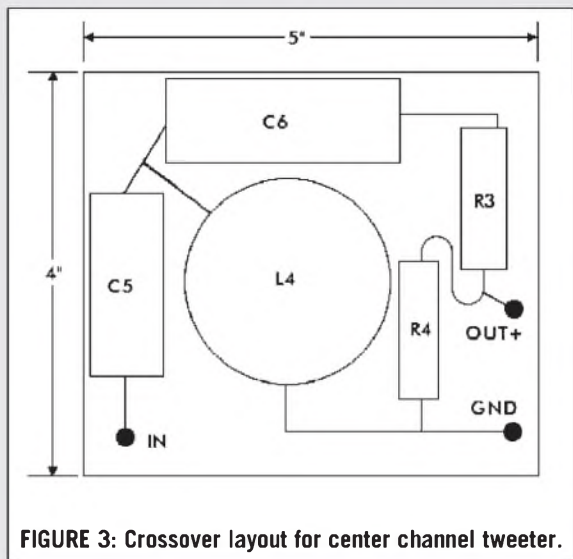 5"
C6
R3
4"
C5
L4
R4
OUT+
GND
IN
FIGURE 3: Crossover layout for center channel tweeter.